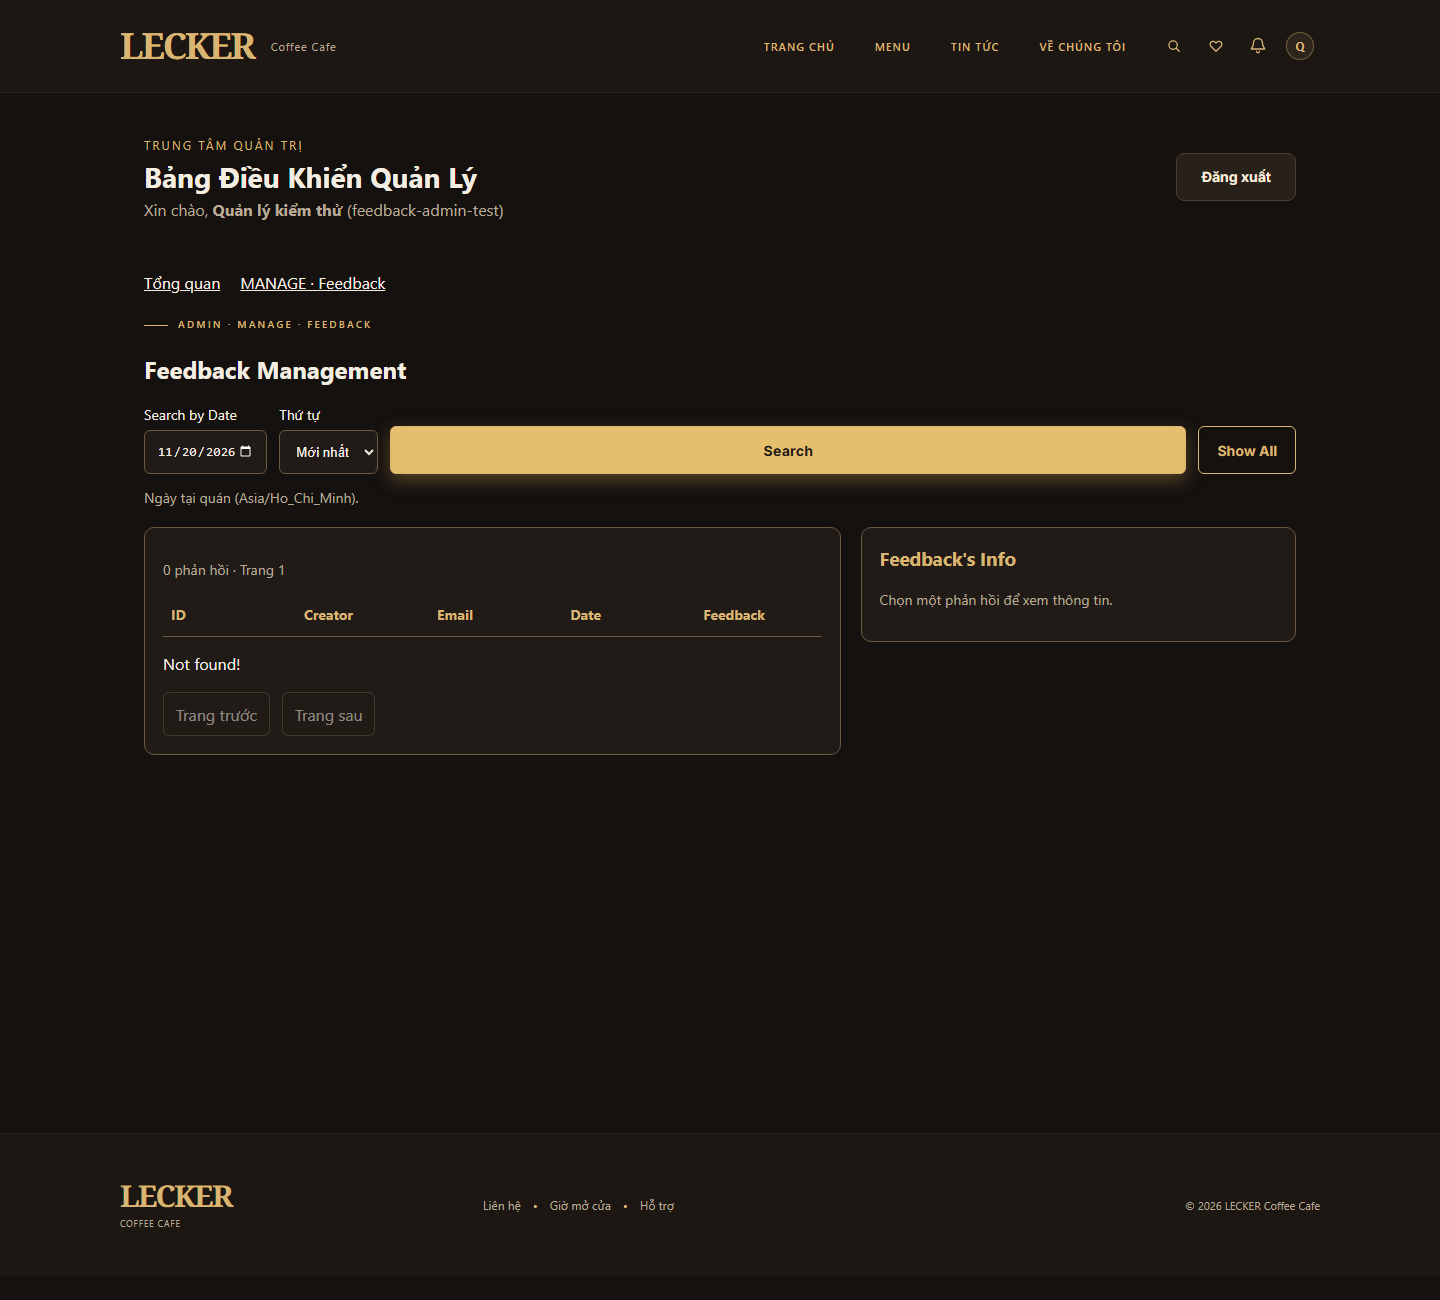 LECKER Coffee Cafe
TRANG CHỦ MENU TIN TỨC VỀ CHÚNG TÔI Q
TRUNG TÂM QUẢN TRỊ
Bảng Điều Khiển Quản Lý
Xin chào, Quản lý kiểm thử (feedback-admin-test)
Đăng xuất
Tổng quan MANAGE · Feedback
ADMIN · MANAGE · FEEDBACK
Feedback Management
Search by Date Thứ tự
11/20/2026 Mới nhất Search Show All
Ngày tại quán (Asia/Ho_Chi_Minh).
0 phản hồi · Trang 1
ID Creator Email Date Feedback
Not found!
Trang trước Trang sau
Feedback's Info
Chọn một phản hồi để xem thông tin.
LECKER
COFFEE CAFE
Liên hệ • Giờ mở cửa • Hỗ trợ
© 2026 LECKER Coffee Cafe